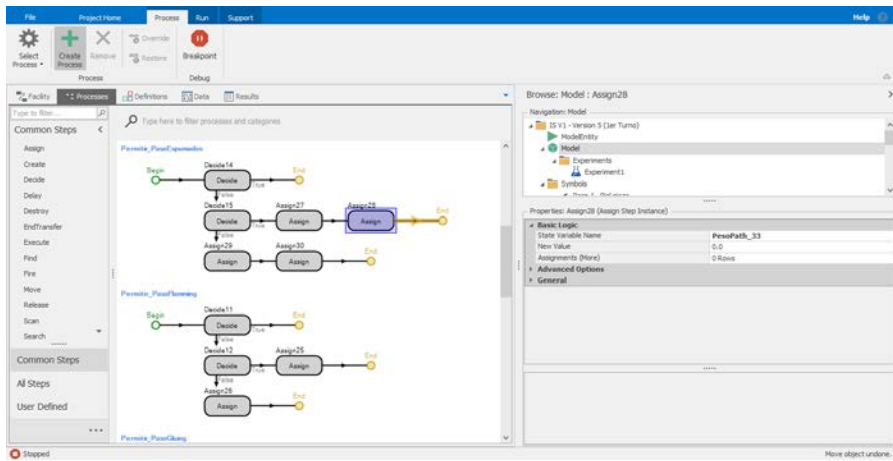 File Project Home Process Run Support Help
Select Process
Create Process
Remove
Override
Restore
Breakpoint
Process Debug
Facility Processes Definitions Data Results
Type to filter...
Common Steps
Assign
Create
Decide
Delay
Destroy
EndTransfer
Execute
Find
Fire
Move
Release
Scan
Search
Common Steps
All Steps
User Defined
Type here to filter processes and categories
Begin Decide14 End
Decide True
False
Decide15 Assign27 Assign28 End
Decide True Assign Assign
False
Assign29 Assign30 End
Assign Assign
Begin Decide11 End
Decide True
False
Decide12 Assign25 End
Decide True Assign
False
Assign26 End
Assign
Browse: Model : Assign28
Navigation: Model
IS V1 - Version 5 (1er Turno)
ModelEntity
Model
Experiments
Experiment1
Symbols
Properties: Assign28 (Assign Step Instance)
Basic Logic
State Variable Name PesoPath_33
New Value 0.0
Assignments (More) 0 Rows
Advanced Options
General
Stopped Move object undone.